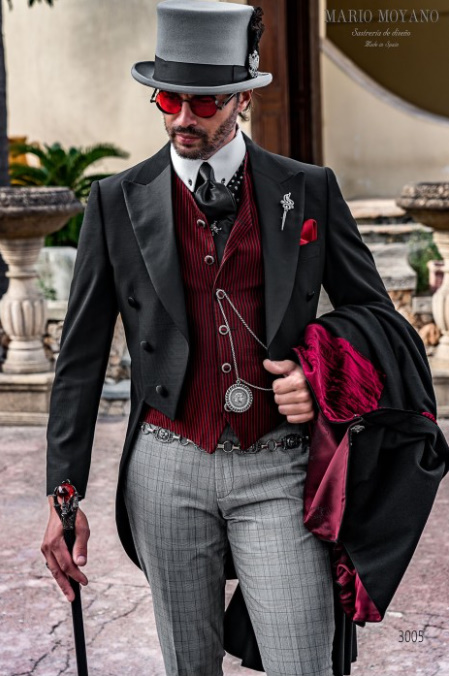 MARIO MOYANO
Sastrería de diseño
Made in Spain
3005